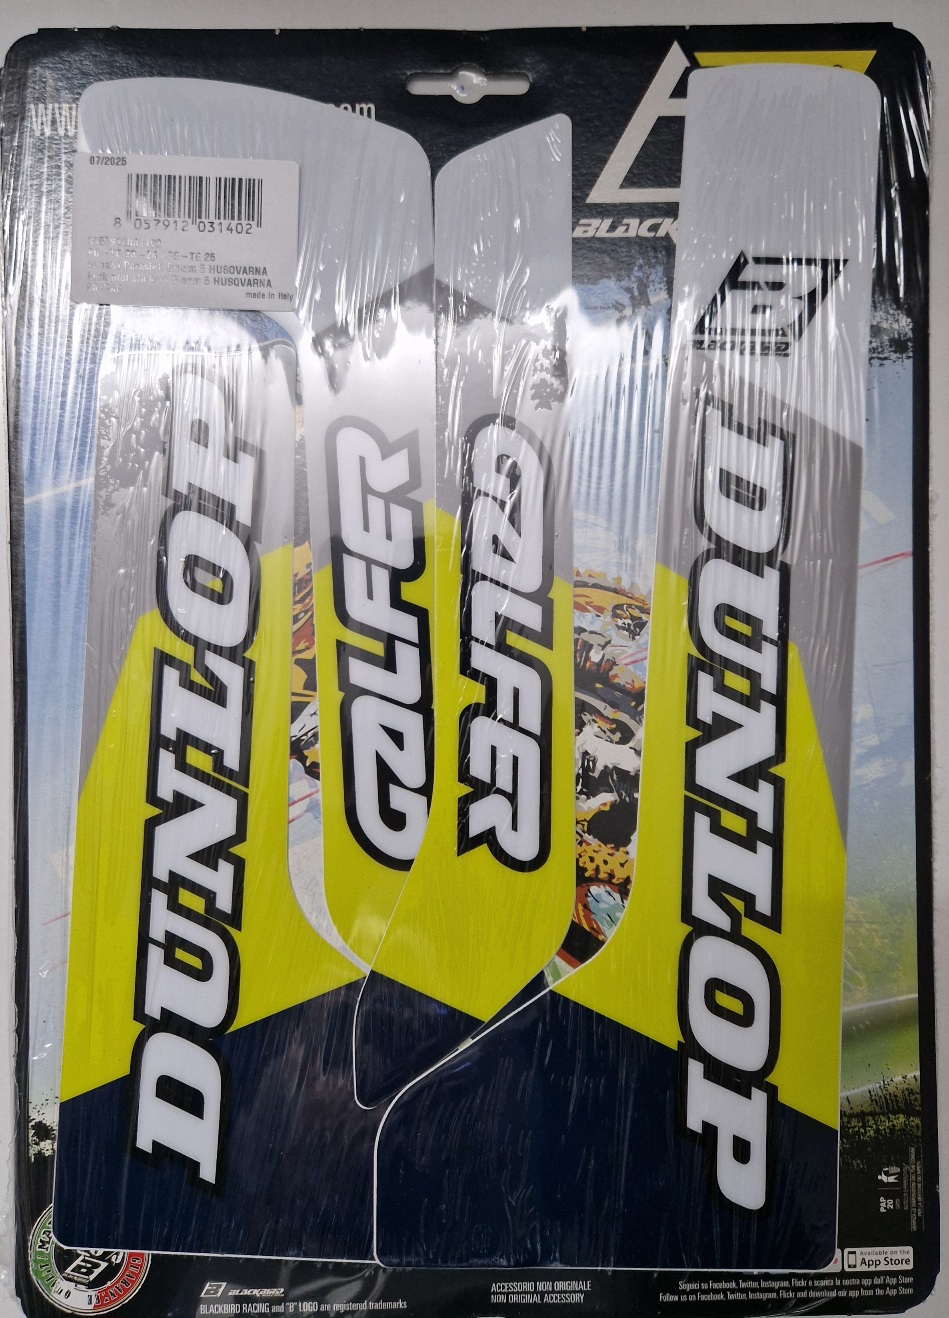 07/2025
8 057912 031402
HUSQVARNA
HUSQVARNA
made in Italy
BLACKBIRD
DUNLOP
GALFER
GALFER
DUNLOP
PAP
20
BLACKBIRD
BLACKBIRD RACING and "B" LOGO are registered trademarks
ACCESSORIO NON ORIGINALE
NON ORIGINAL ACCESSORY
Available on the
App Store
Seguici su Facebook, Twitter, Instagram, Flickr e scarica la nostra app dall' App Store
Follow us on Facebook, Twitter, Instagram, Flickr and download our app from the App Store